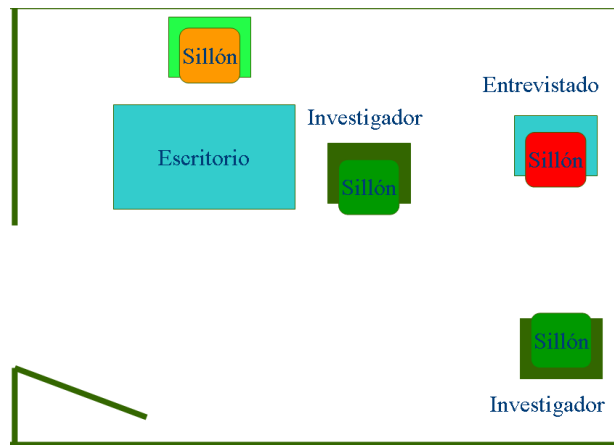 Sillón
Entrevistado
Investigador
Escritorio
Sillón
Sillón
Sillón
Investigador